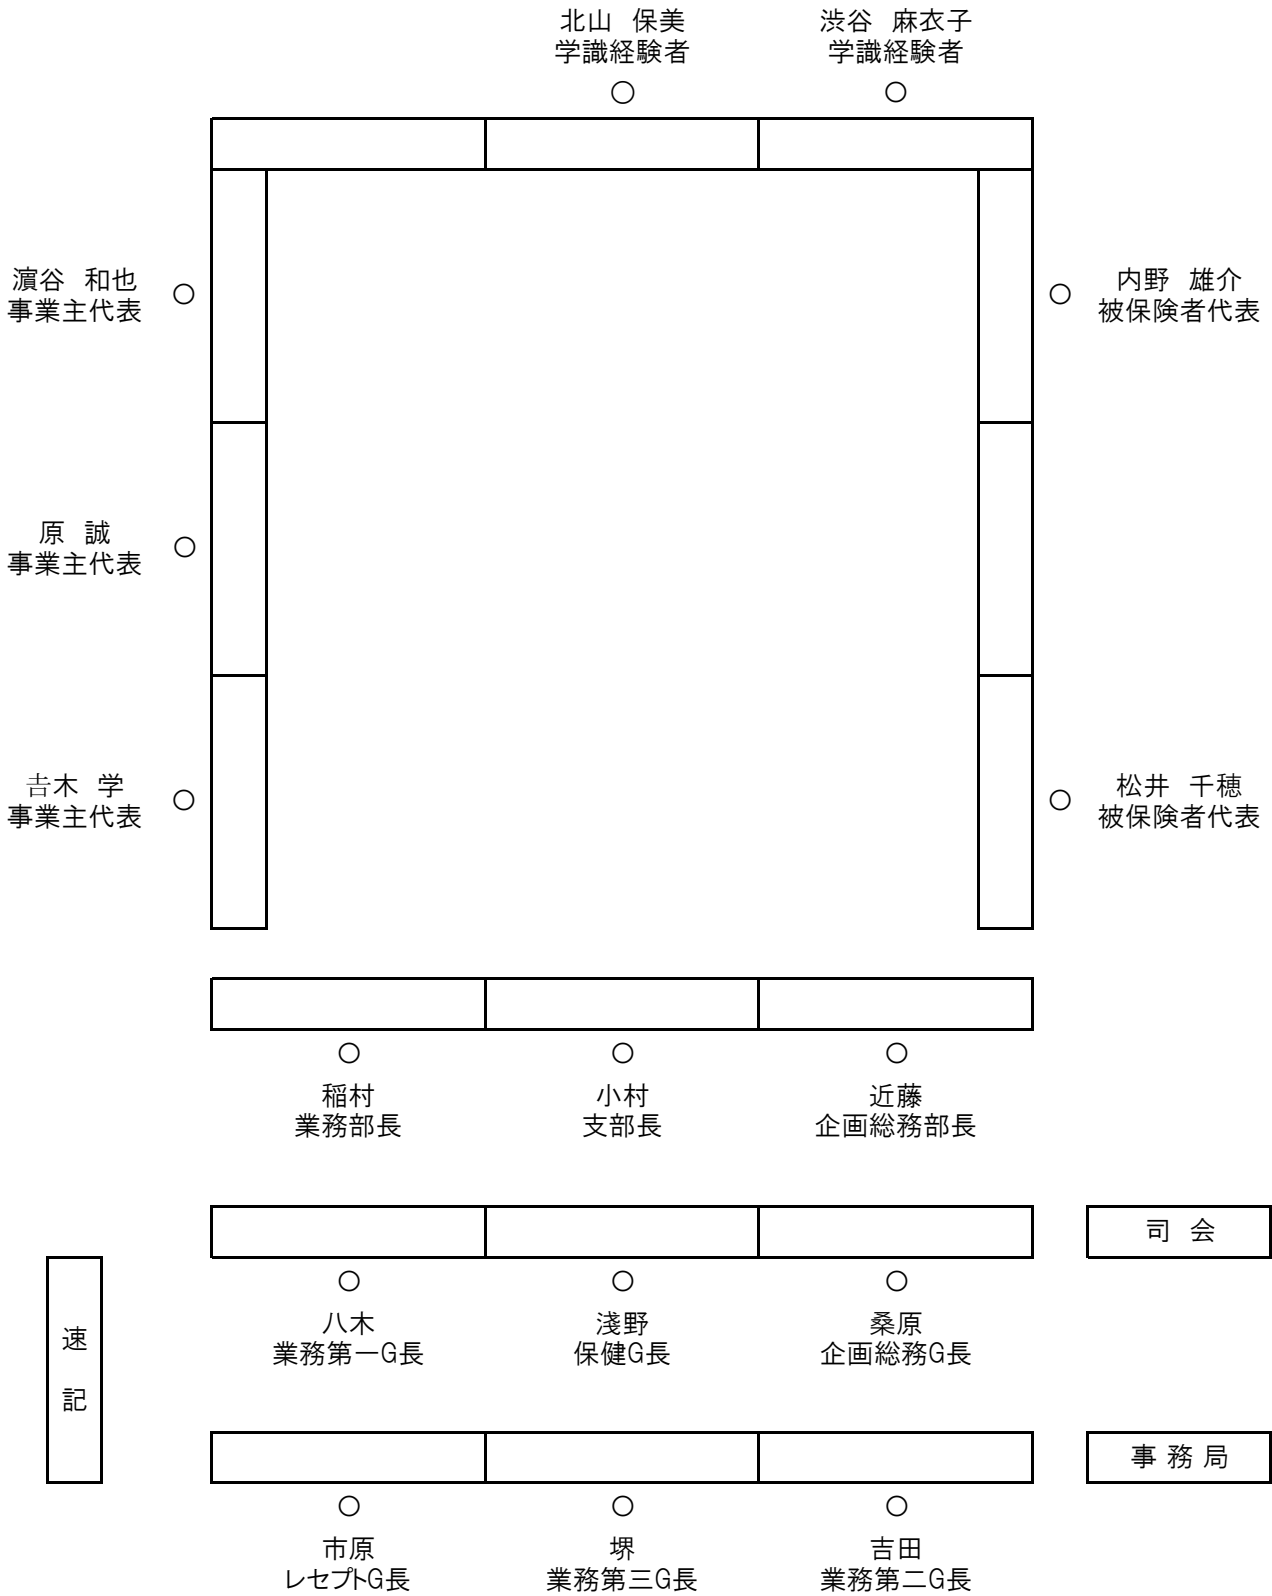 北山　保美
学識経験者
渋谷　麻衣子
学識経験者
濵谷　和也
事業主代表
内野　雄介
被保険者代表
原　誠
事業主代表
𠮷木　学
事業主代表
松井　千穂
被保険者代表
稲村
業務部長
小村
支部長
近藤
企画総務部長
司　会
八木
業務第一G長
淺野
保健G長
桑原
企画総務G長
速
記
事 務 局
市原
レセプトG長
堺
業務第三G長
吉田
業務第二G長